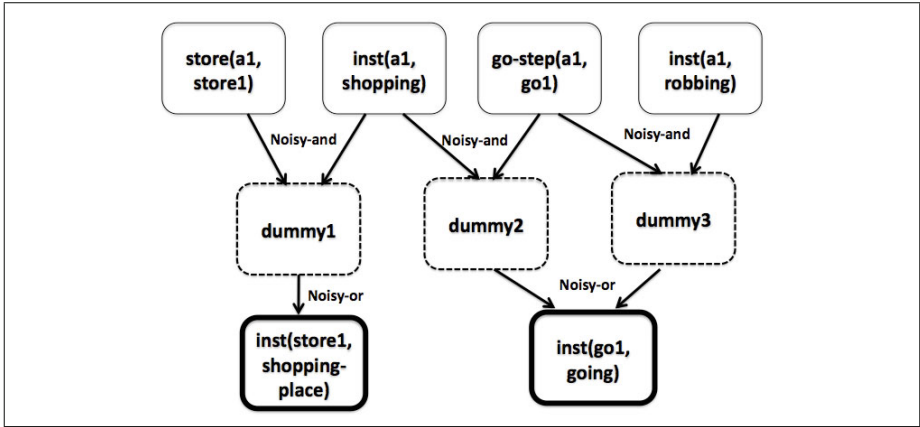 store(a1,
store1)
inst(a1,
shopping)
go-step(a1,
go1)
inst(a1,
robbing)
Noisy-and
Noisy-and
Noisy-and
dummy1
dummy2
dummy3
Noisy-or
Noisy-or
inst(store1,
shopping-
place)
inst(go1,
going)